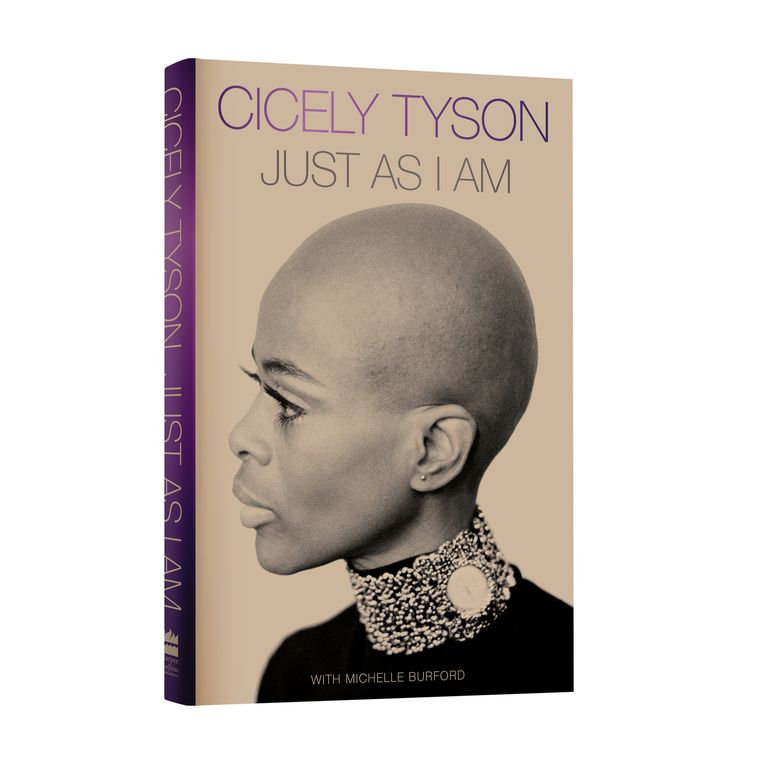 CICELY TYSON
JUST AS I AM
WITH MICHELLE BURFORD
CICELY TYSON JUST AS I AM